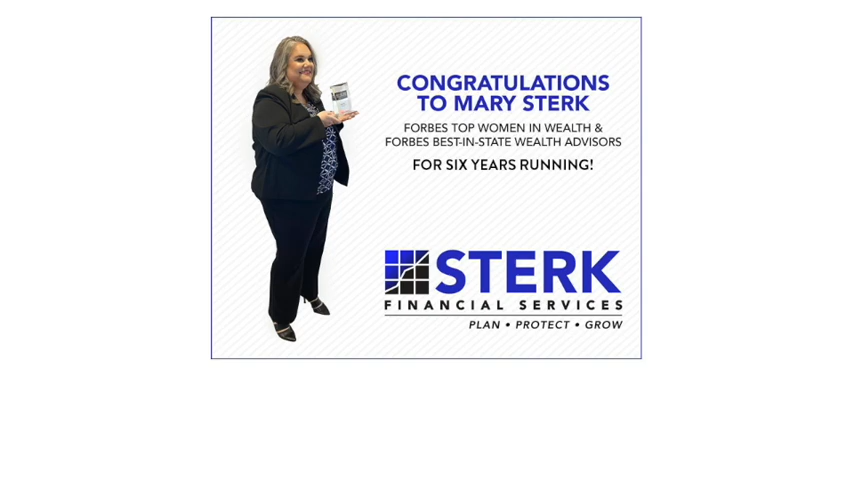 CONGRATULATIONS
TO MARY STERK
FORBES TOP WOMEN IN WEALTH &
FORBES BEST-IN-STATE WEALTH ADVISORS
FOR SIX YEARS RUNNING!
STERK
FINANCIAL SERVICES
PLAN • PROTECT • GROW